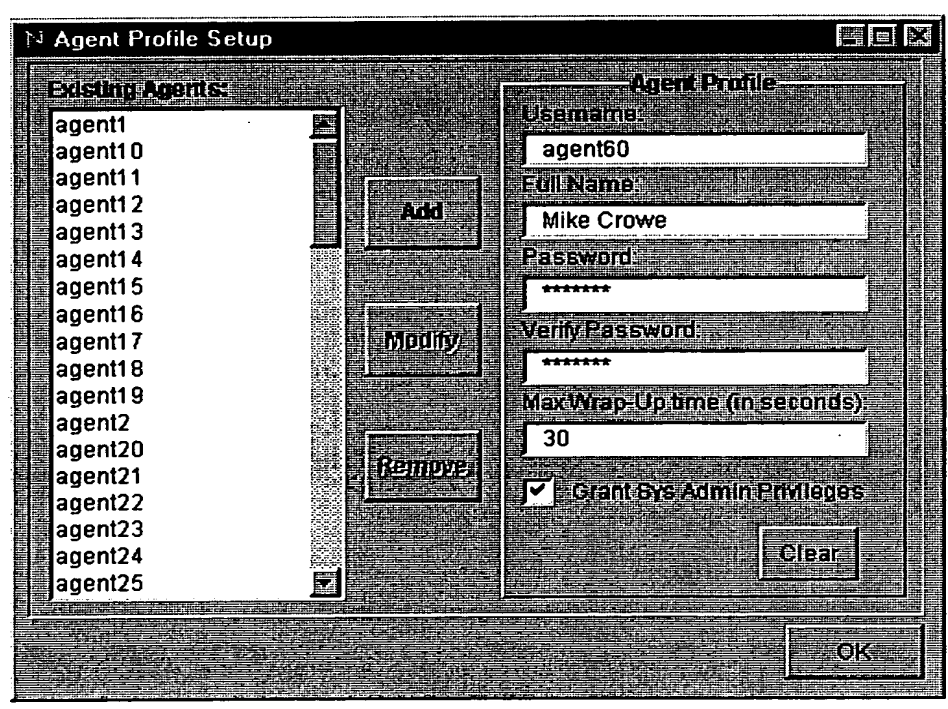 Agent Profile Setup
Existing Agents:
agent1
agent10
agent11
agent12
agent13
agent14
agent15
agent16
agent17
agent18
agent19
agent2
agent20
agent21
agent22
agent23
agent24
agent25
Add
Modify
Remove
Agent Profile
Username:
agent60
Full Name:
Mike Crowe
Password:
*******
Verify Password:
*******
Max Wrap-Up time (in seconds)
30
Grant Sys Admin Privileges
Clear
OK